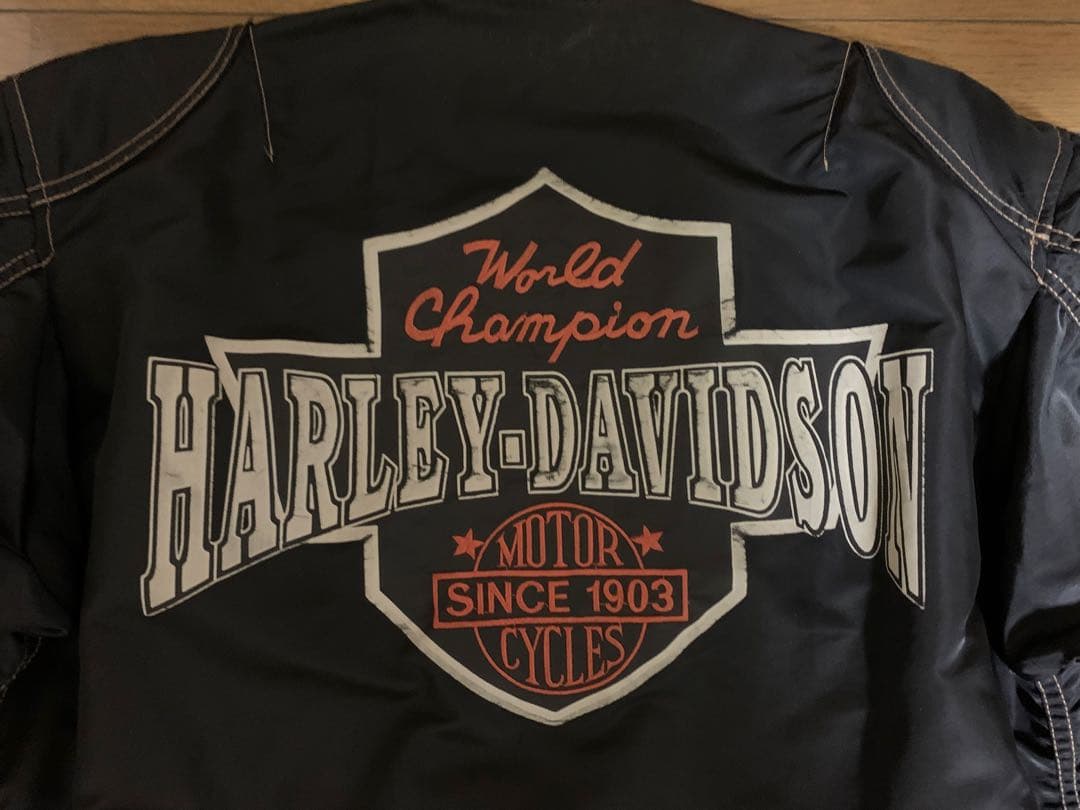 World
Champion
HARLEY-DAVIDSON
MOTOR
SINCE 1903
CYCLES